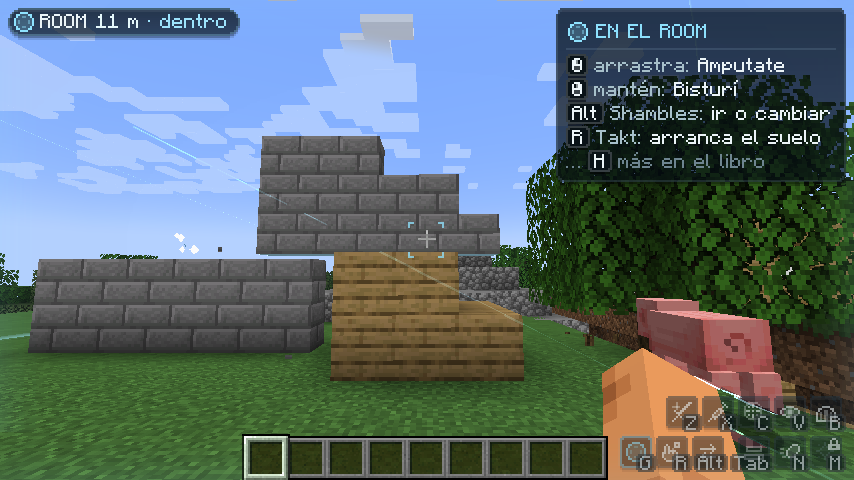 ROOM 11 m · dentro
EN EL ROOM
arrastra: Amputate
mantén: Bisturí
Alt Shambles: ir o cambiar
R Takt: arranca el suelo
... H más en el libro
Z X C V B
G R Alt Tab N M